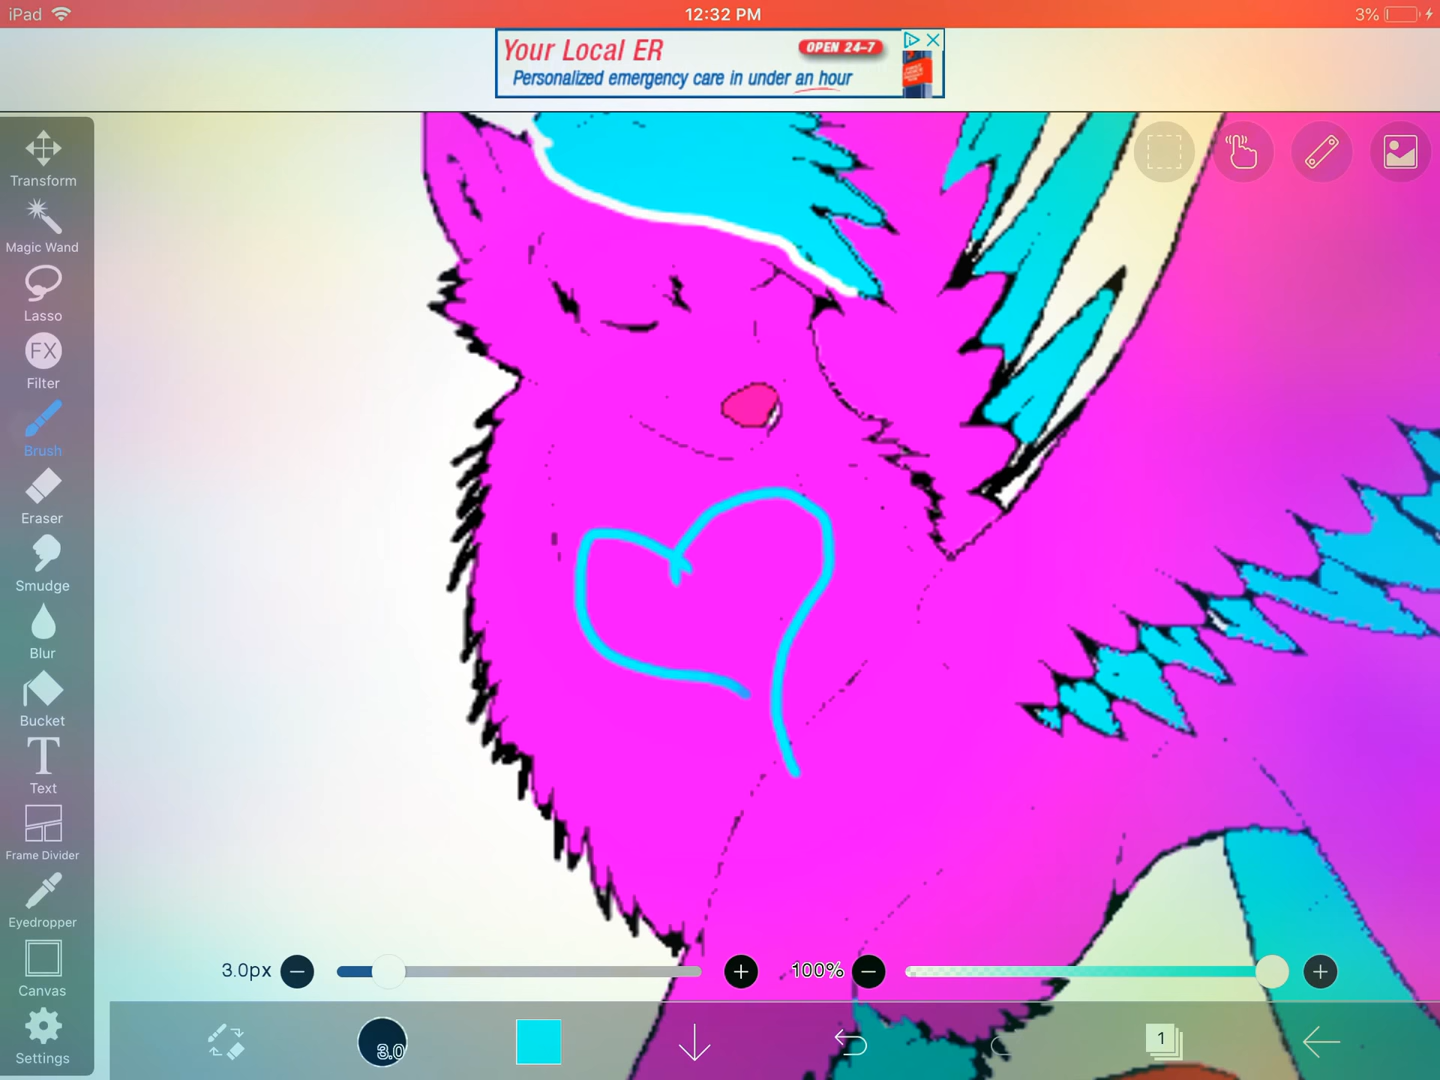 iPad
12:32 PM
3%
Your Local ER
OPEN 24-7
Personalized emergency care in under an hour
Transform
Magic Wand
Lasso
FX
Filter
Brush
Eraser
Smudge
Blur
Bucket
T
Text
Frame Divider
Eyedropper
Canvas
Settings
3.0px
100%
3.0
1